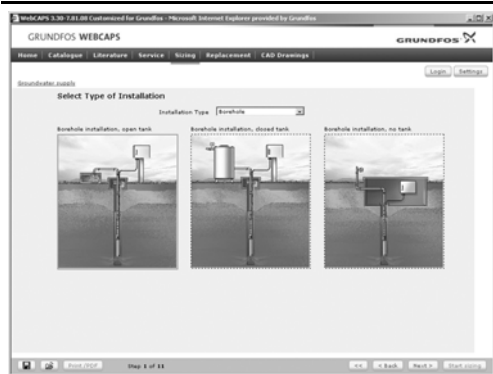 WebCAPS 3.30-7.01.08 Customized for Grundfos - Microsoft Internet Explorer provided by Grundfos
GRUNDFOS WEBCAPS
GRUNDFOS
Home Catalogue Literature Service Sizing Replacement CAD Drawings
Login Settings
Groundwater supply
Select Type of Installation
Installation Type Borehole
Borehole installation, open tank
Borehole installation, closed tank
Borehole installation, no tank
Print/PDF Step 1 of 11 << < Back Next > Start sizing